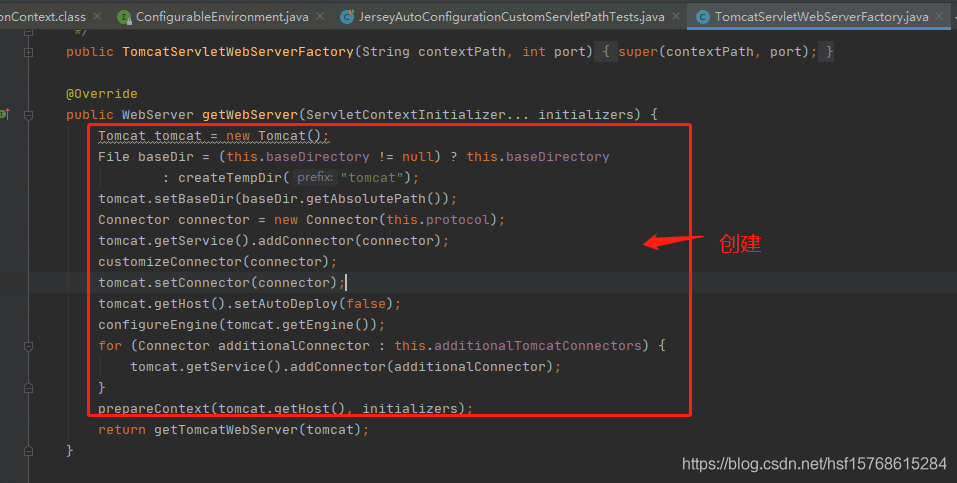 onContext.class × ConfigurableEnvironment.java × JerseyAutoConfigurationCustomServletPathTests.java × TomcatServletWebServerFactory.java ×
*/
public TomcatServletWebServerFactory(String contextPath, int port) { super(contextPath, port); }
@Override
public WebServer getWebServer(ServletContextInitializer... initializers) {
Tomcat tomcat = new Tomcat();
File baseDir = (this.baseDirectory != null) ? this.baseDirectory
: createTempDir( prefix: "tomcat");
tomcat.setBaseDir(baseDir.getAbsolutePath());
Connector connector = new Connector(this.protocol);
tomcat.getService().addConnector(connector);
customizeConnector(connector);
tomcat.setConnector(connector);
tomcat.getHost().setAutoDeploy(false);
configureEngine(tomcat.getEngine());
for (Connector additionalConnector : this.additionalTomcatConnectors) {
tomcat.getService().addConnector(additionalConnector);
}
prepareContext(tomcat.getHost(), initializers);
return getTomcatWebServer(tomcat);
}
创建
https://blog.csdn.net/hsf15768615284